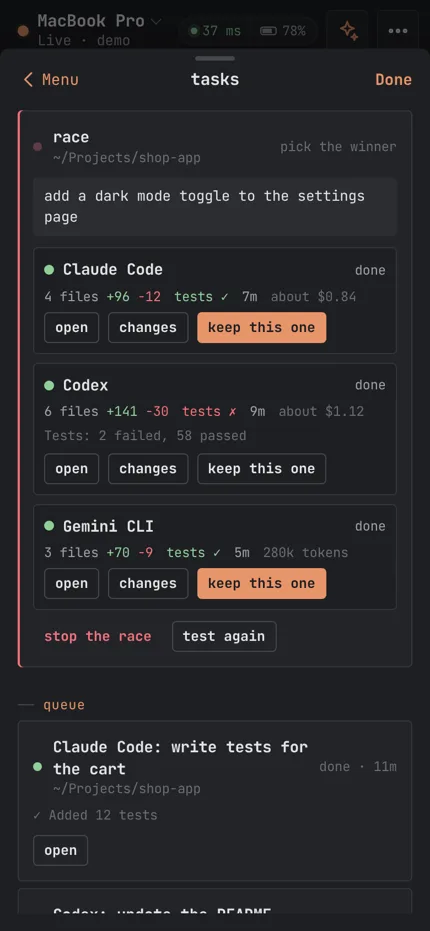 MacBook Pro
37 ms
78%
Live · demo
Menu
tasks
Done
race
~/Projects/shop-app
pick the winner
add a dark mode toggle to the settings
page
Claude Code
done
4 files +96 -12 tests ✓ 7m about $0.84
open
changes
keep this one
Codex
done
6 files +141 -30 tests ✗ 9m about $1.12
Tests: 2 failed, 58 passed
open
changes
keep this one
Gemini CLI
done
3 files +70 -9 tests ✓ 5m 280k tokens
open
changes
keep this one
stop the race
test again
queue
Claude Code: write tests for
the cart
done · 11m
~/Projects/shop-app
✓ Added 12 tests
open
Codex: update the README